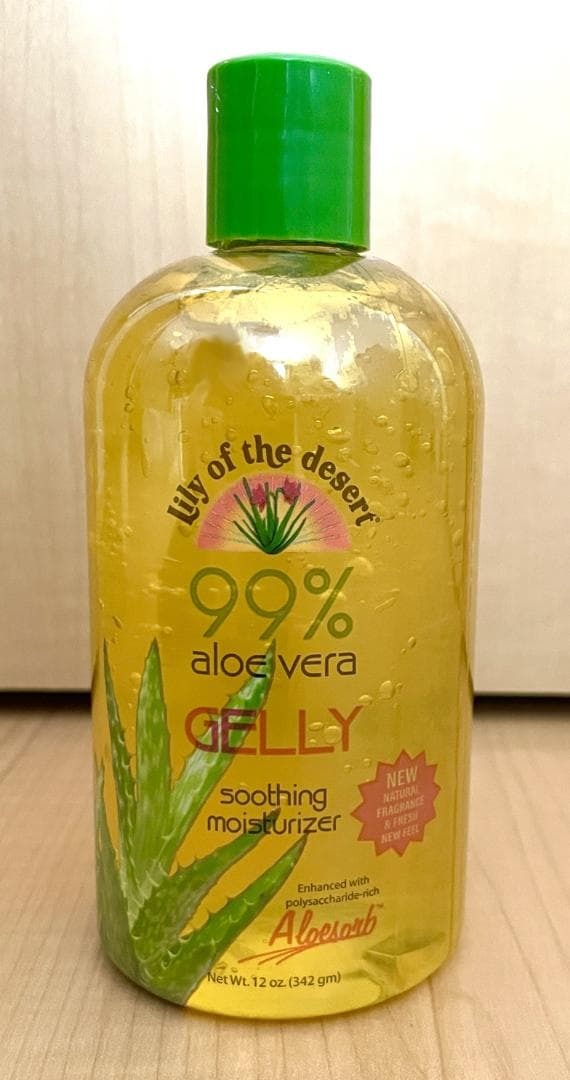 lily of the desert
99%
aloe vera
GELLY
soothing
moisturizer
NEW
NATURAL
FRAGRANCE
& FRESH
NEW FEEL
Enhanced with
polysaccharide-rich
Aloesorb™
Net Wt. 12 oz. (342 gm)